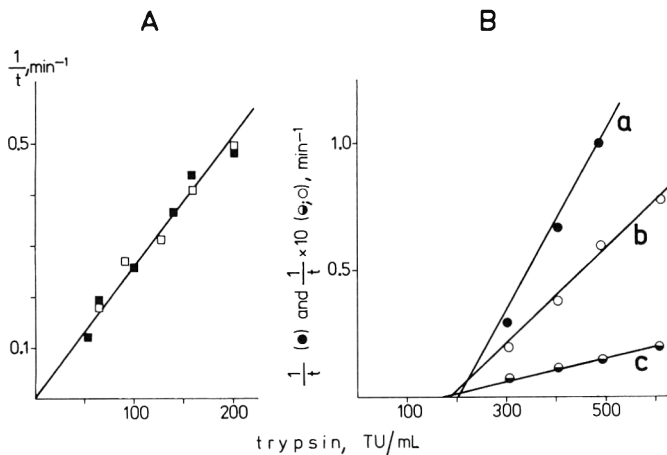 A
B
1/t, min⁻¹
0.5
0.1
100
200
1/t (●) and 1/t ×10 (◒,○), min⁻¹
1.0
0.5
a
b
c
100
300
500
trypsin, TU/mL